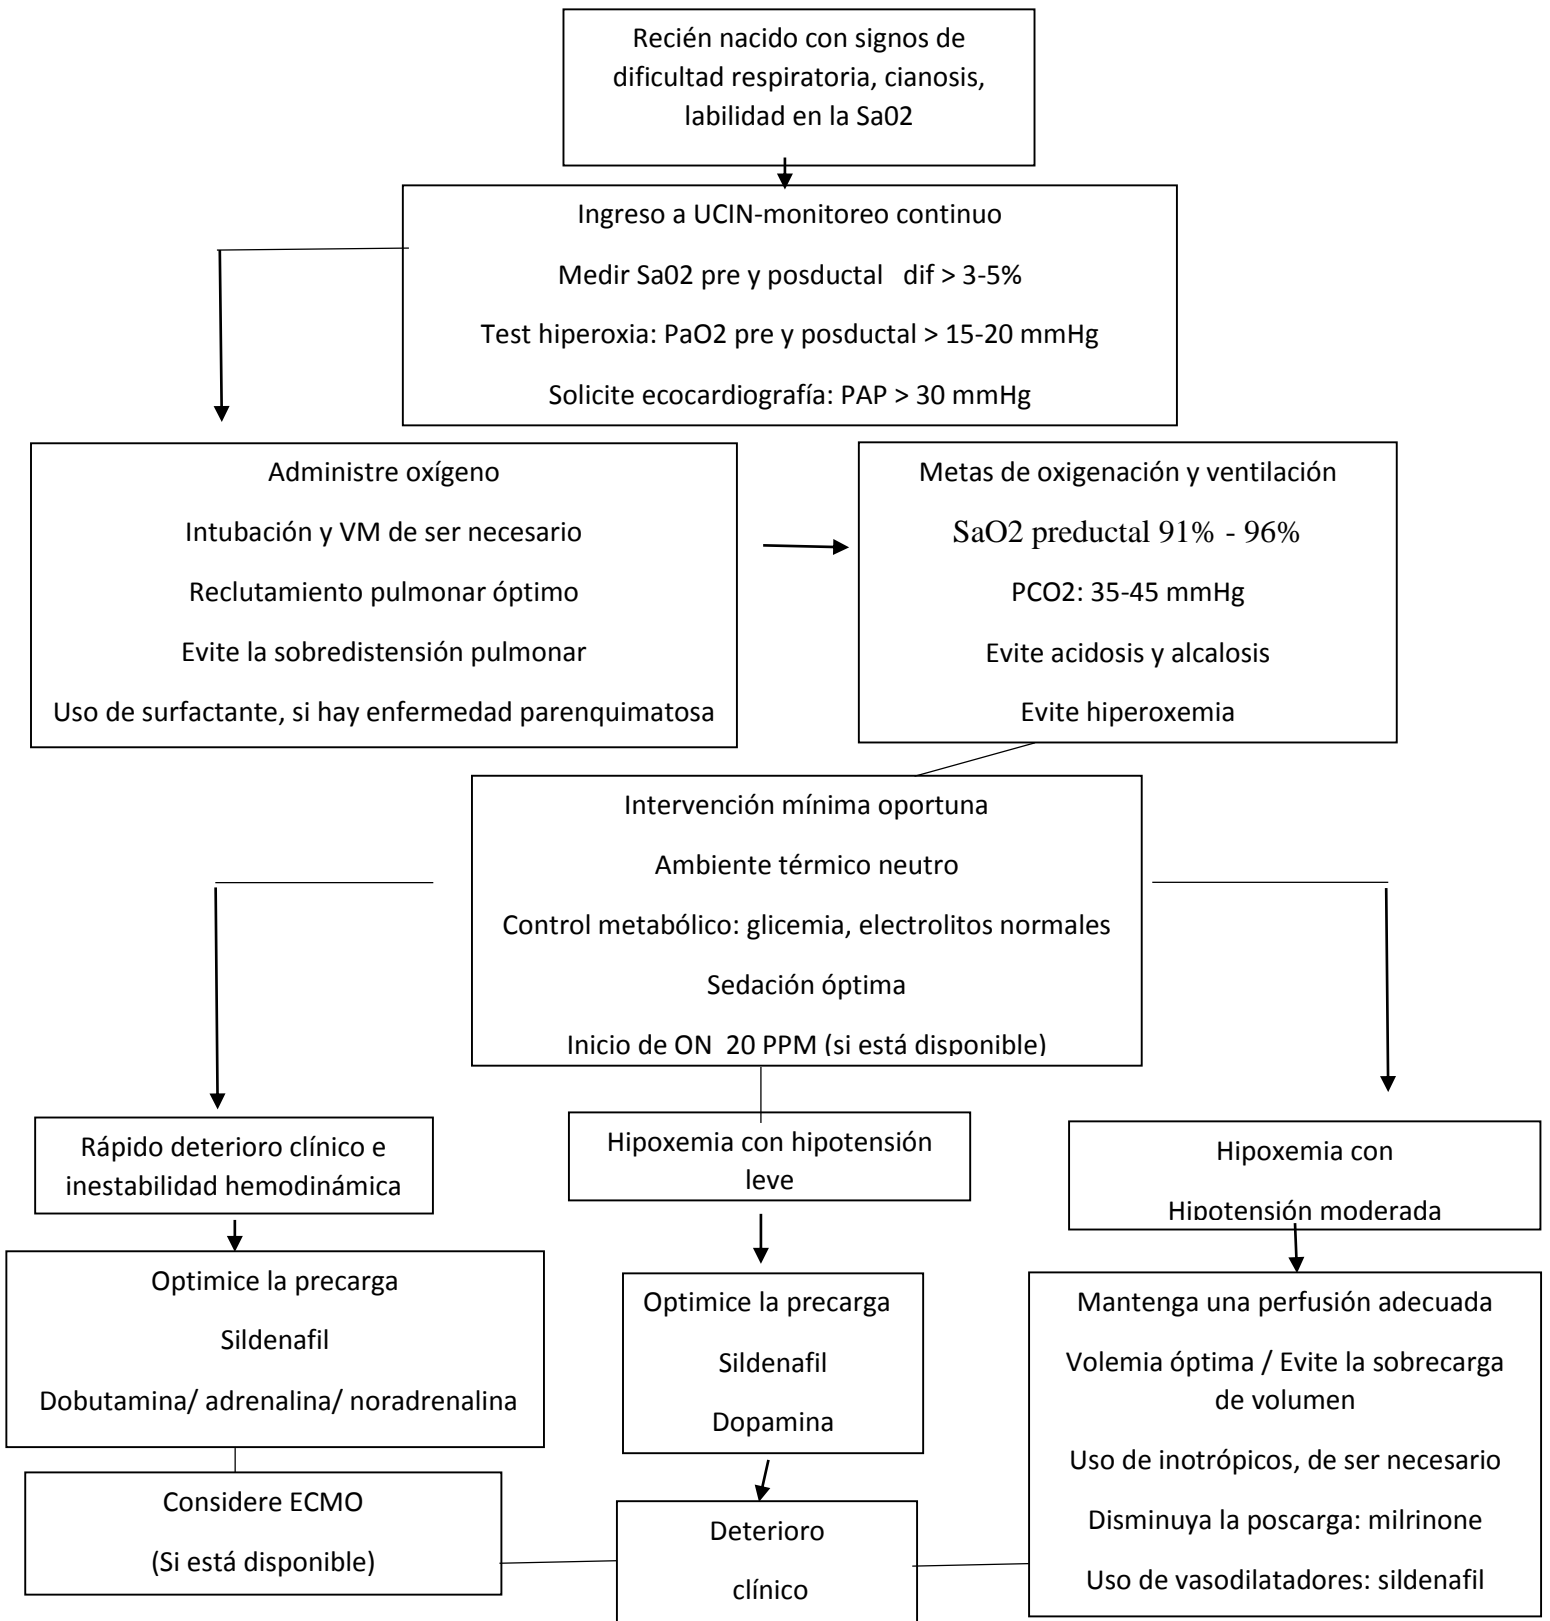 Recién nacido con signos de
dificultad respiratoria, cianosis,
labilidad en la Sa02
Ingreso a UCIN-monitoreo continuo
Medir Sa02 pre y posductal   dif > 3-5%
Test hiperoxia: PaO2 pre y posductal > 15-20 mmHg
Solicite ecocardiografía: PAP > 30 mmHg
Administre oxígeno
Intubación y VM de ser necesario
Reclutamiento pulmonar óptimo
Evite la sobredistensión pulmonar
Uso de surfactante, si hay enfermedad parenquimatosa
Metas de oxigenación y ventilación
SaO2 preductal 91% - 96%
PCO2: 35-45 mmHg
Evite acidosis y alcalosis
Evite hiperoxemia
Intervención mínima oportuna
Ambiente térmico neutro
Control metabólico: glicemia, electrolitos normales
Sedación óptima
Inicio de ON  20 PPM (si está disponible)
Rápido deterioro clínico e
inestabilidad hemodinámica
Hipoxemia con hipotensión
leve
Hipoxemia con
Hipotensión moderada
Optimice la precarga
Sildenafil
Dobutamina/ adrenalina/ noradrenalina
Optimice la precarga
Sildenafil
Dopamina
Mantenga una perfusión adecuada
Volemia óptima / Evite la sobrecarga
de volumen
Uso de inotrópicos, de ser necesario
Disminuya la poscarga: milrinone
Uso de vasodilatadores: sildenafil
Considere ECMO
(Si está disponible)
Deterioro
clínico